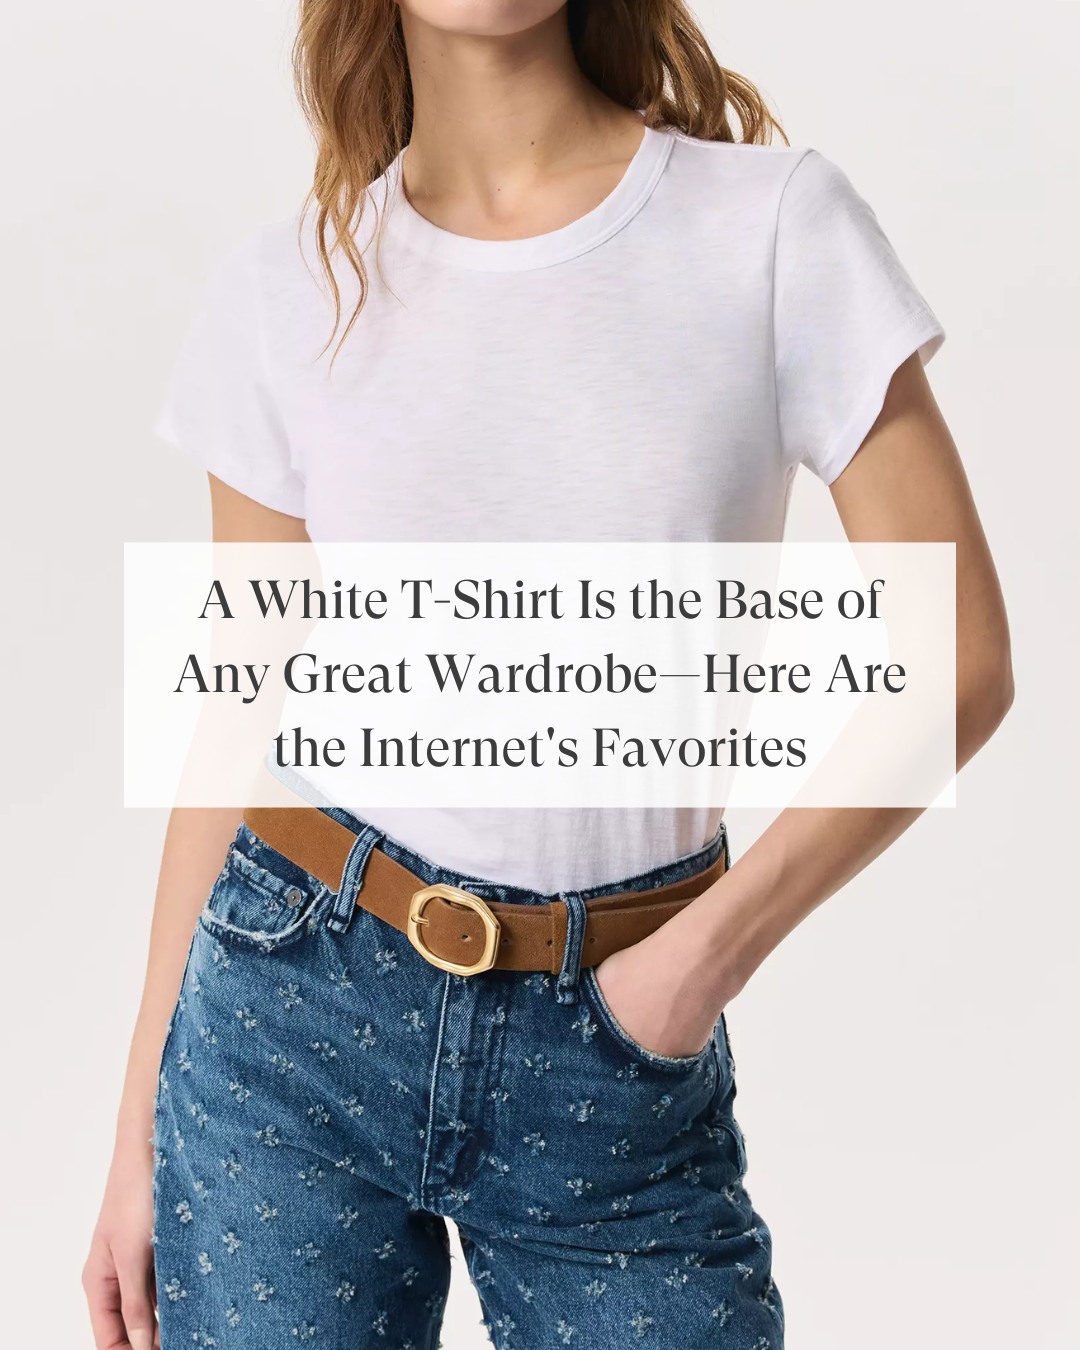 A White T-Shirt Is the Base of
Any Great Wardrobe—Here Are
the Internet's Favorites